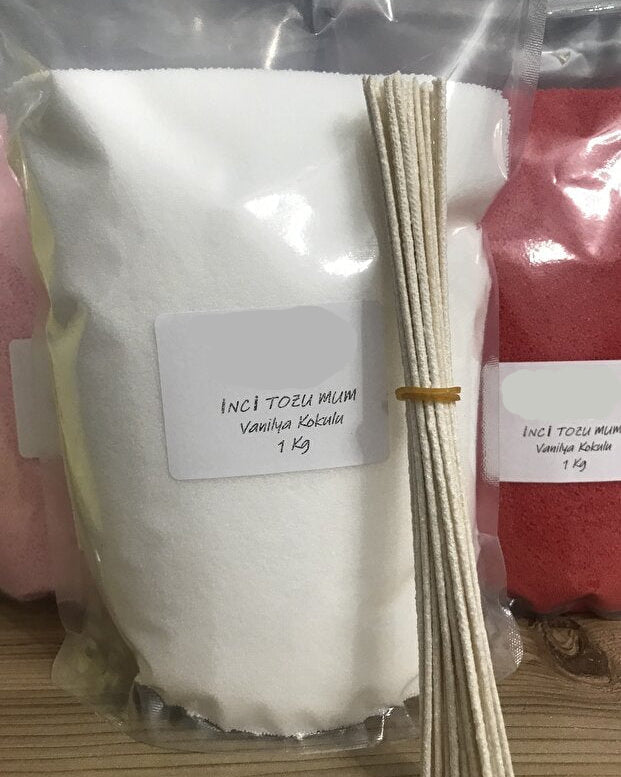 İNCİ TOZU MUM
Vanilya Kokulu
1 Kg
İNCİ TOZU MUM
Vanilya Kokulu
1 Kg